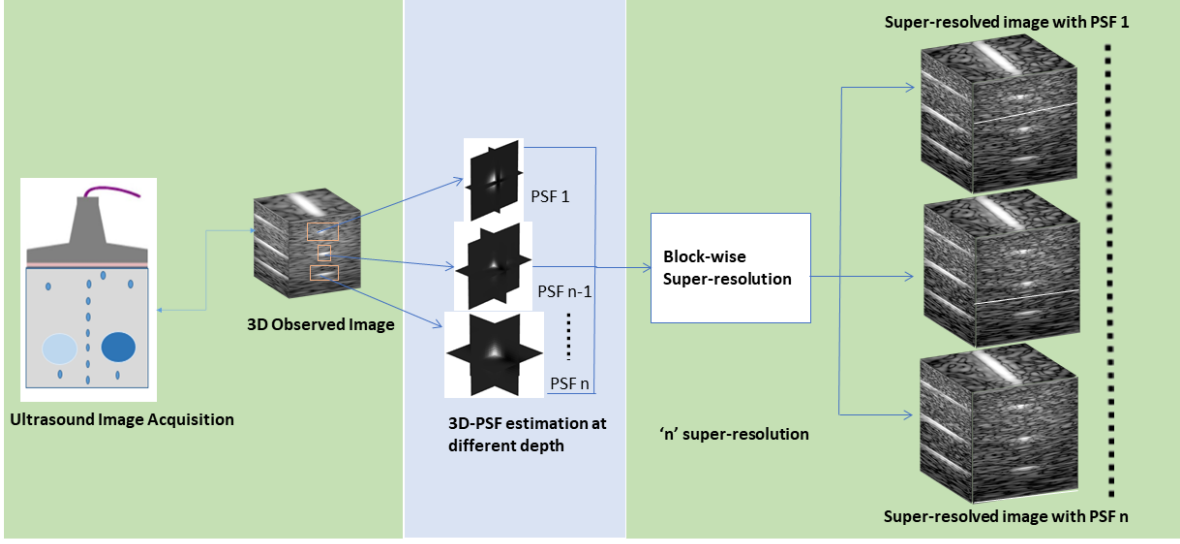 Super-resolved image with PSF 1
PSF 1
Block-wise
Super-resolution
PSF n-1
3D Observed Image
PSF n
Ultrasound Image Acquisition
3D-PSF estimation at
different depth
‘n’ super-resolution
Super-resolved image with PSF n